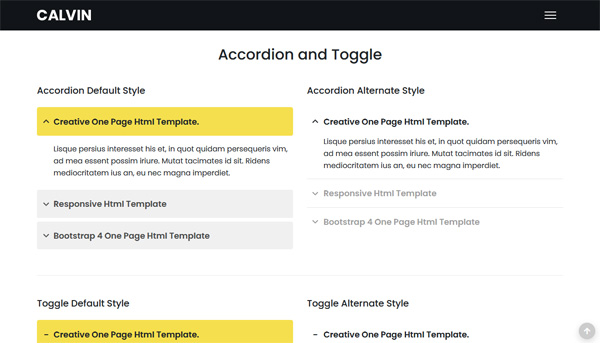 CALVIN
Accordion and Toggle
Accordion Default Style
Creative One Page Html Template.
Lisque persius interesset his et, in quot quidam persequeris vim,
ad mea essent possim iriure. Mutat tacimates id sit. Ridens
mediocritatem ius an, eu nec magna imperdiet.
Responsive Html Template
Bootstrap 4 One Page Html Template
Accordion Alternate Style
Creative One Page Html Template.
Lisque persius interesset his et, in quot quidam persequeris vim,
ad mea essent possim iriure. Mutat tacimates id sit. Ridens
mediocritatem ius an, eu nec magna imperdiet.
Responsive Html Template
Bootstrap 4 One Page Html Template
Toggle Default Style
Creative One Page Html Template.
Toggle Alternate Style
Creative One Page Html Template.